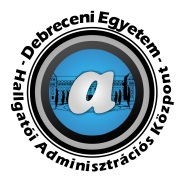 - Debreceni Egyetem -
Hallgatói Adminisztrációs Központ
a